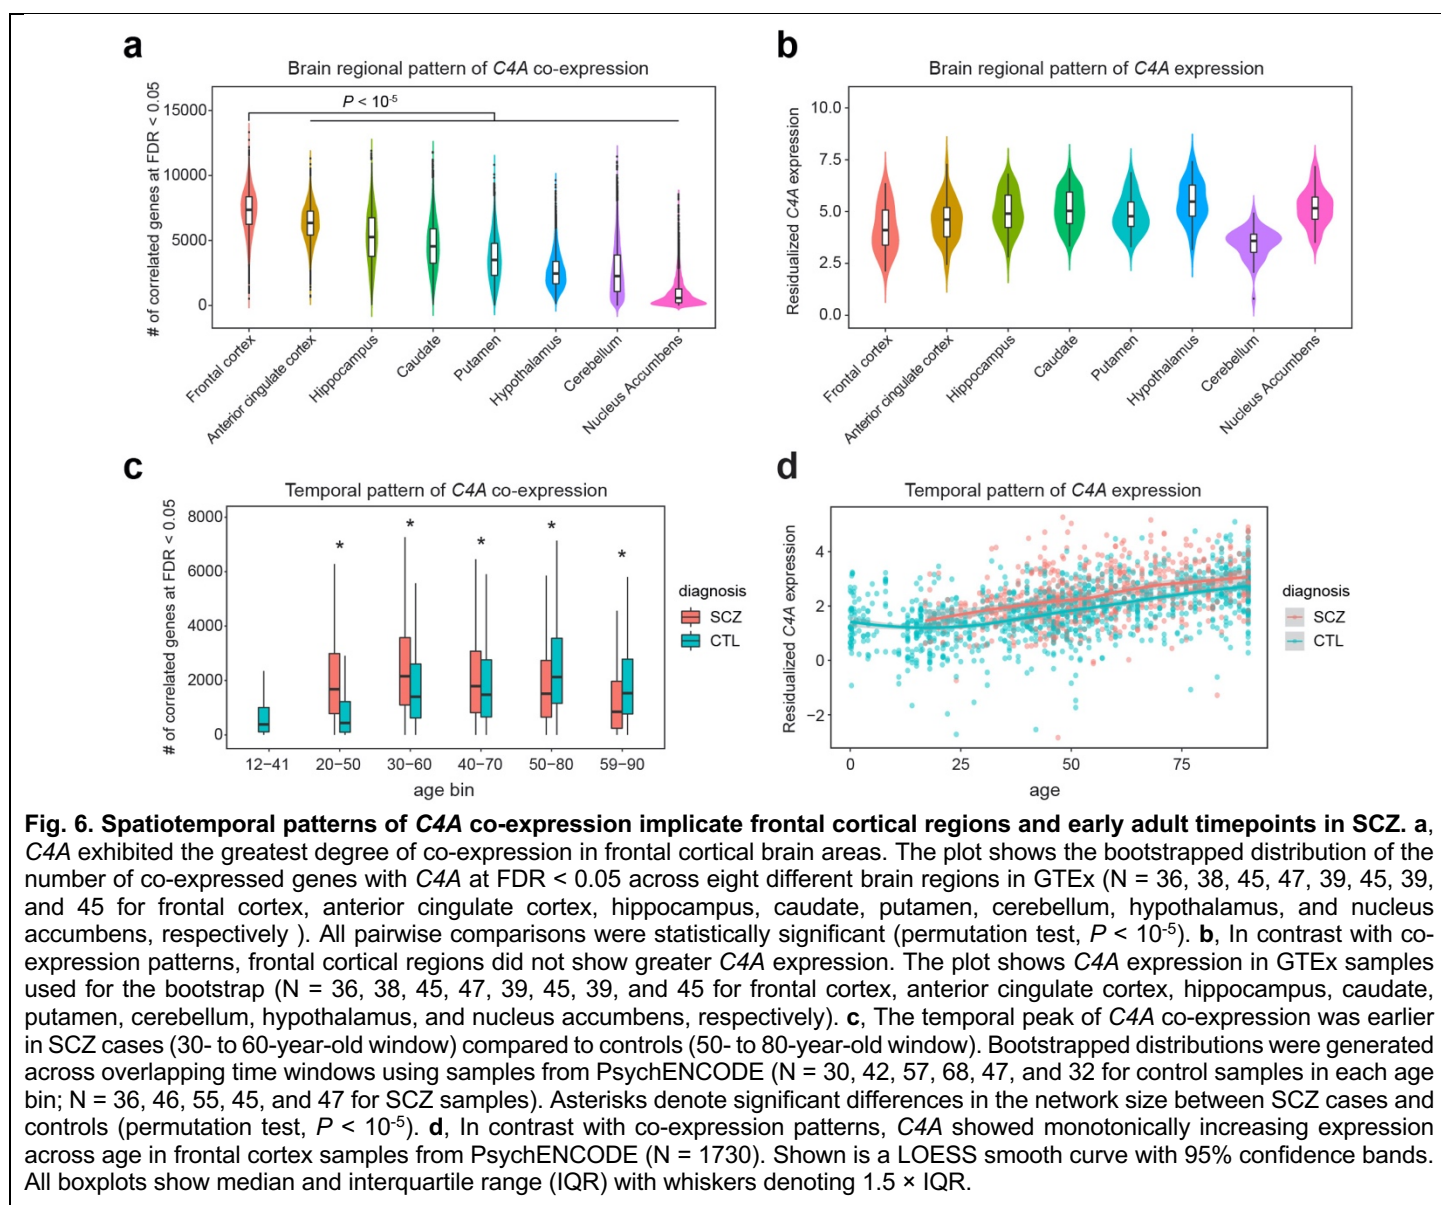 a
Brain regional pattern of C4A co-expression
# of correlated genes at FDR < 0.05
15000
10000
5000
0
P < 10-5
Frontal cortex
Anterior cingulate cortex
Hippocampus
Caudate
Putamen
Hypothalamus
Cerebellum
Nucleus Accumbens
b
Brain regional pattern of C4A expression
Residualized C4A expression
10.0
7.5
5.0
2.5
0.0
Frontal cortex
Anterior cingulate cortex
Hippocampus
Caudate
Putamen
Hypothalamus
Cerebellum
Nucleus Accumbens
c
Temporal pattern of C4A co-expression
# of correlated genes at FDR < 0.05
8000
6000
4000
2000
0
* * * * *
12−41 20−50 30−60 40−70 50−80 59−90
age bin
diagnosis
SCZ
CTL
d
Temporal pattern of C4A expression
Residualized C4A expression
4
2
0
−2
0 25 50 75
age
diagnosis
SCZ
CTL
Fig. 6. Spatiotemporal patterns of C4A co-expression implicate frontal cortical regions and early adult timepoints in SCZ. a,
C4A exhibited the greatest degree of co-expression in frontal cortical brain areas. The plot shows the bootstrapped distribution of the
number of co-expressed genes with C4A at FDR < 0.05 across eight different brain regions in GTEx (N = 36, 38, 45, 47, 39, 45, 39,
and 45 for frontal cortex, anterior cingulate cortex, hippocampus, caudate, putamen, cerebellum, hypothalamus, and nucleus
accumbens, respectively ). All pairwise comparisons were statistically significant (permutation test, P < 10-5). b, In contrast with co-
expression patterns, frontal cortical regions did not show greater C4A expression. The plot shows C4A expression in GTEx samples
used for the bootstrap (N = 36, 38, 45, 47, 39, 45, 39, and 45 for frontal cortex, anterior cingulate cortex, hippocampus, caudate,
putamen, cerebellum, hypothalamus, and nucleus accumbens, respectively). c, The temporal peak of C4A co-expression was earlier
in SCZ cases (30- to 60-year-old window) compared to controls (50- to 80-year-old window). Bootstrapped distributions were generated
across overlapping time windows using samples from PsychENCODE (N = 30, 42, 57, 68, 47, and 32 for control samples in each age
bin; N = 36, 46, 55, 45, and 47 for SCZ samples). Asterisks denote significant differences in the network size between SCZ cases and
controls (permutation test, P < 10-5). d, In contrast with co-expression patterns, C4A showed monotonically increasing expression
across age in frontal cortex samples from PsychENCODE (N = 1730). Shown is a LOESS smooth curve with 95% confidence bands.
All boxplots show median and interquartile range (IQR) with whiskers denoting 1.5 × IQR.